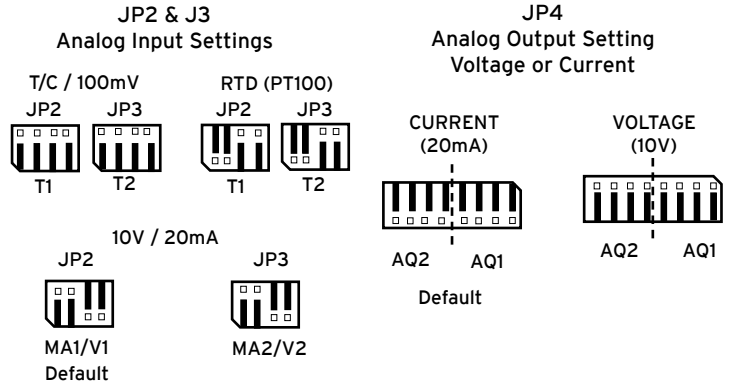 JP2 & J3
Analog Input Settings
T/C / 100mV
JP2 JP3
T1 T2
RTD (PT100)
JP2 JP3
T1 T2
10V / 20mA
JP2 JP3
MA1/V1 MA2/V2
Default
JP4
Analog Output Setting
Voltage or Current
CURRENT
(20mA)
AQ2 AQ1
Default
VOLTAGE
(10V)
AQ2 AQ1